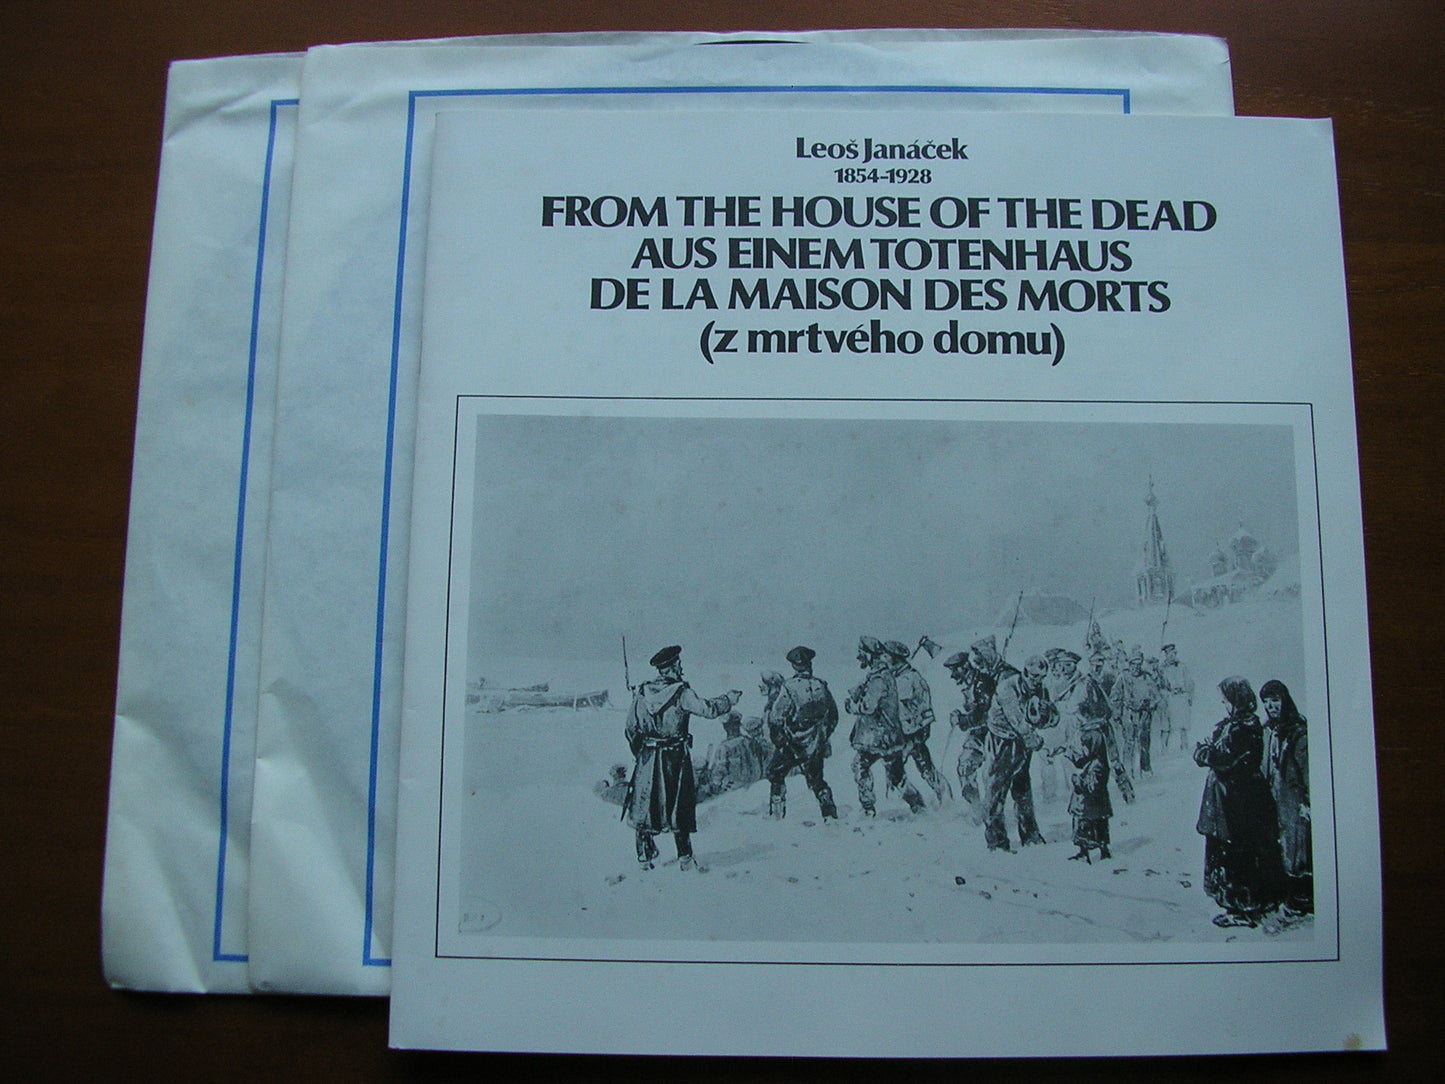 Leoš Janáček
1854-1928
FROM THE HOUSE OF THE DEAD
AUS EINEM TOTENHAUS
DE LA MAISON DES MORTS
(z mrtvého domu)